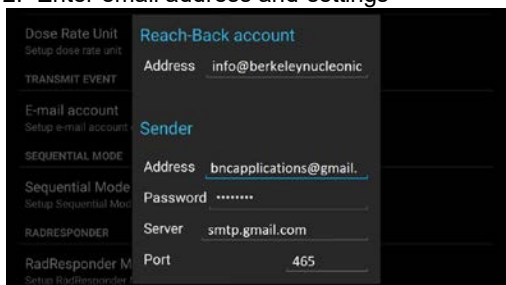 2. Enter email address and settings
Dose Rate Unit
Setup dose rate unit
TRANSMIT EVENT
E-mail account
Setup e-mail account
SEQUENTIAL MODE
Sequential Mode
Setup Sequential Mod
RADRESPONDER
RadResponder M
Setup RadResponder
Reach-Back account
Address info@berkeleynucleonic
Sender
Address bncapplications@gmail.
Password ········
Server smtp.gmail.com
Port 465